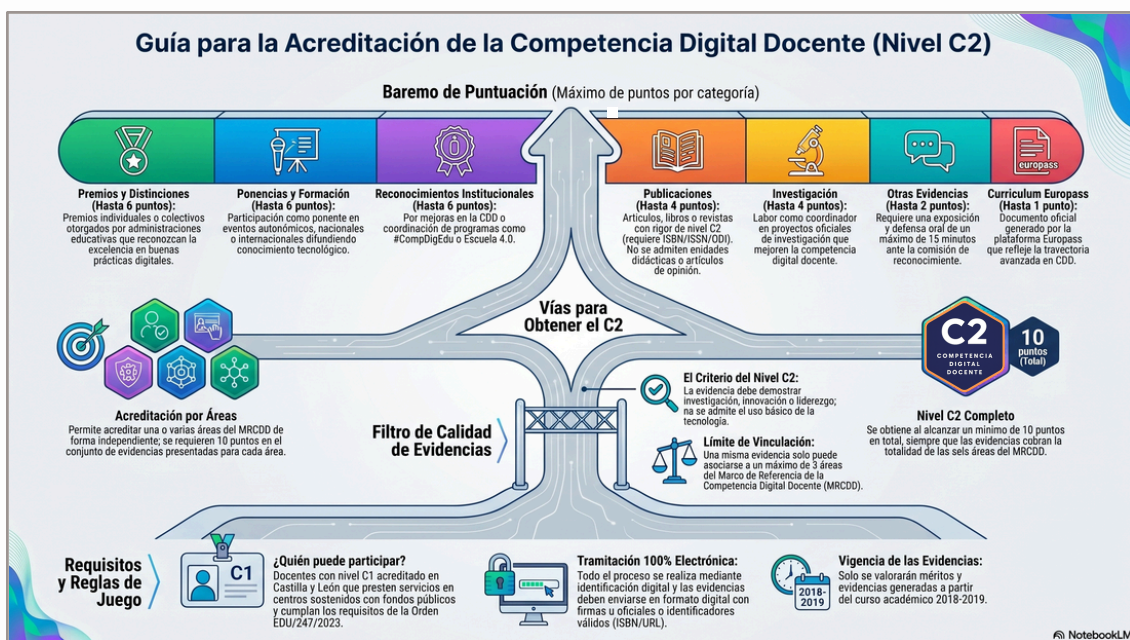 Guía para la Acreditación de la Competencia Digital Docente (Nivel C2)
Baremo de Puntuación (Máximo de puntos por categoría)
Premios y Distinciones
(Hasta 6 puntos):
Premios individuales o colectivos
otorgados por administraciones
educativas que reconozcan la
excelencia en buenas
prácticas digitales.
Ponencias y Formación
(Hasta 6 puntos):
Participación como ponente en
eventos autonómicos, nacionales
o internacionales difundiendo
conocimiento tecnológico.
Reconocimientos Institucionales
(Hasta 6 puntos):
Por mejoras en la CDD o
coordinación de programas como
#CompDigEdu o Escuela 4.0.
Publicaciones
(Hasta 4 puntos):
Artículos, libros o revistas
con rigor de nivel C2
(requiere ISBN/ISSN/ODI).
No se admiten enidades
didácticas o artículos
de opinión.
Investigación
(Hasta 4 puntos):
Labor como coordinador
en proyectos oficiales
de investigación que
mejoren la competencia
digital docente.
Otras Evidencias
(Hasta 2 puntos):
Requiere una exposición
y defensa oral de un
máximo de 15 minutos
ante la comisión de
reconocimiento.
europass
Curriculum Europass
(Hasta 1 punto):
Documento oficial
generado por la
plataforma Europass
que refleje la trayectoria
avanzada en CDD.
Vías para
Obtener el C2
Acreditación por Áreas
Permite acreditar una o varias áreas del MRCDD de
forma independiente; se requieren 10 puntos en el
conjunto de evidencias presentadas para cada área.
C2
COMPETENCIA
DIGITAL
DOCENTE
10
puntos
(Total)
Nivel C2 Completo
Se obtiene al alcanzar un minimo de 10 puntos
en total, siempre que las evidencias cobran la
totalidad de las sels áreas del MRCDD.
Filtro de Calidad
de Evidencias
El Criterio del Nivel C2:
La evidencia debe demostrar
investigación, innovación o liderezgo;
na se admite el uso básico de la
tecnología.
Límite de Vinculación:
Una misma evidencia solo puede
asociarse a un máximo de 3 áreas
del Marco de Referencia de la
Competencia Digital Docente (MRCDD).
Requisitos
y Reglas de
Juego
C1
¿Quién puede participar?
Docentes con nivel C1 acreditado en
Castilla y León que presten servicios en
centros sostenidos con fondos públicos
y cumplan los requisitos de la Orden
EDU/247/2023.
Tramitación 100% Electrónica:
Todo el proceso se realiza mediante
identificación digital y las evidencias
deben enviarse en formato digital con
firmas u oficiales o identificadores
válidos (ISBN/URL).
2018-
2019
Vigencia de las Evidencias:
Solo se valorarán méritos y
evidencias generadas a partir
del curso académico 2018-2019.
NotebookLM